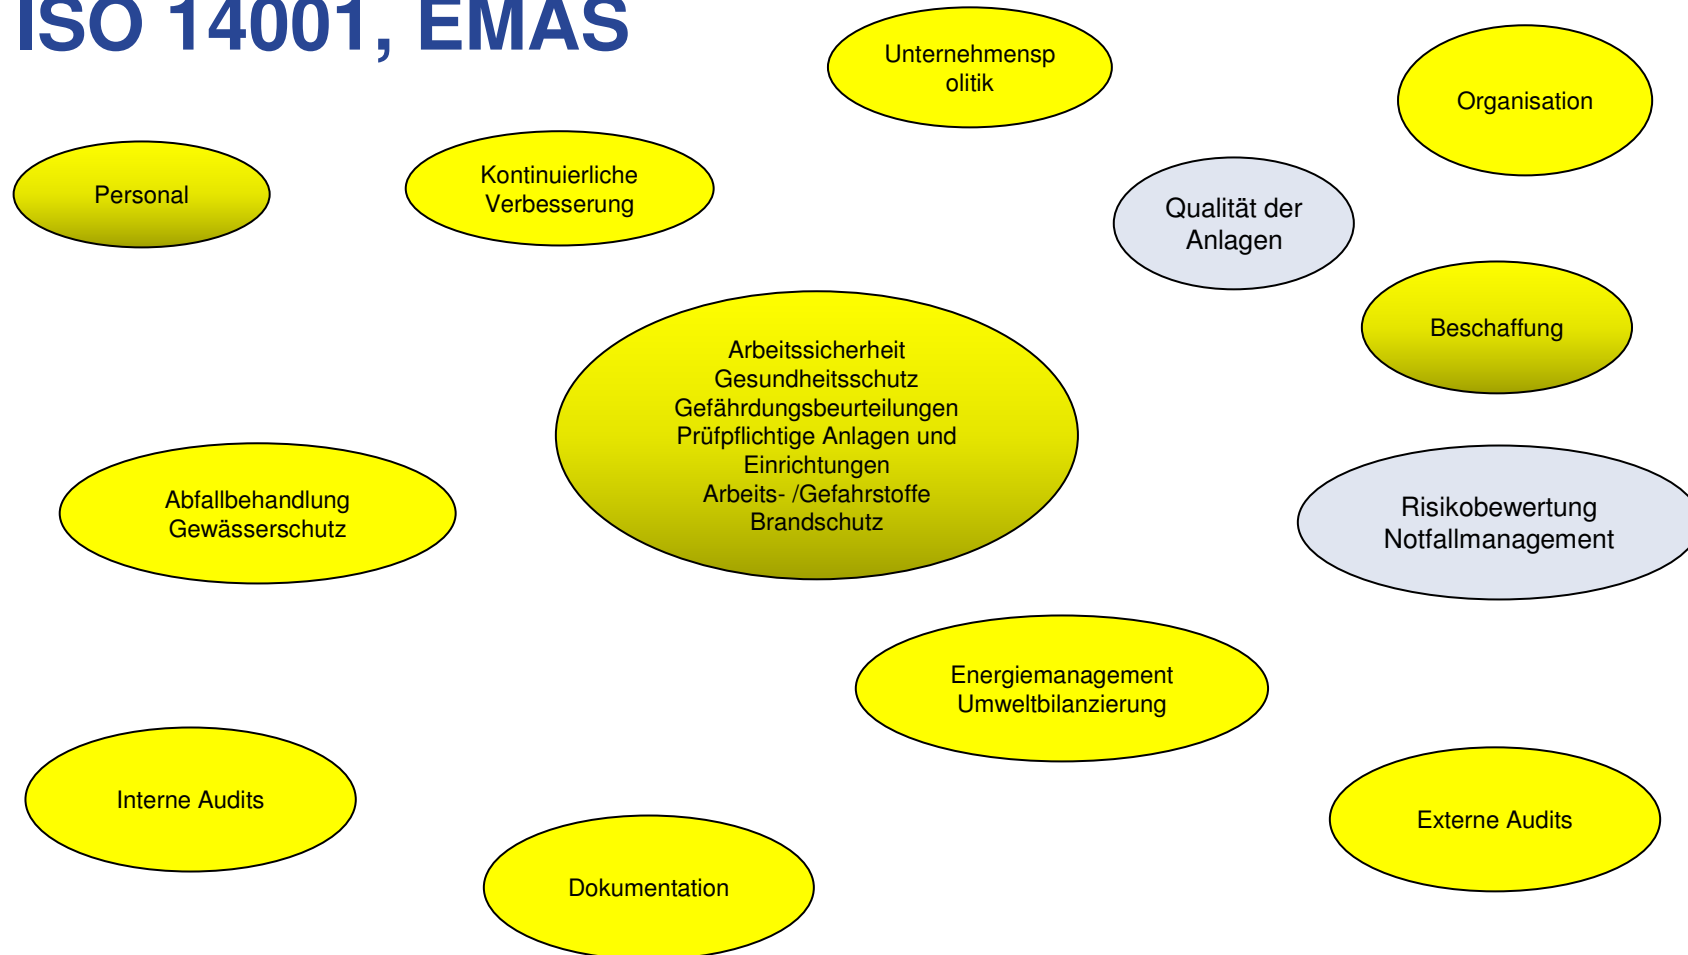 ISO 14001, EMAS
Unternehmensp
olitik
Organisation
Personal
Kontinuierliche
Verbesserung
Qualität der
Anlagen
Beschaffung
Arbeitssicherheit
Gesundheitsschutz
Gefährdungsbeurteilungen
Prüfpflichtige Anlagen und
Einrichtungen
Arbeits- /Gefahrstoffe
Brandschutz
Abfallbehandlung
Gewässerschutz
Risikobewertung
Notfallmanagement
Energiemanagement
Umweltbilanzierung
Interne Audits
Externe Audits
Dokumentation